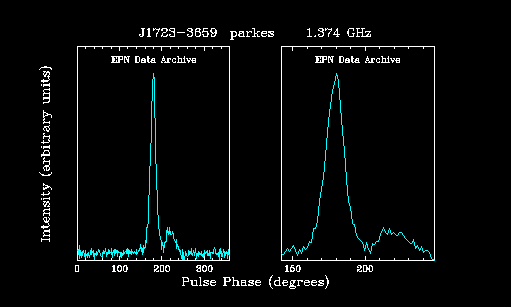 J1723-3659 parkes 1.374 GHz
EPN Data Archive
EPN Data Archive
Intensity (arbitrary units)
0 100 200 300
160 200
Pulse Phase (degrees)